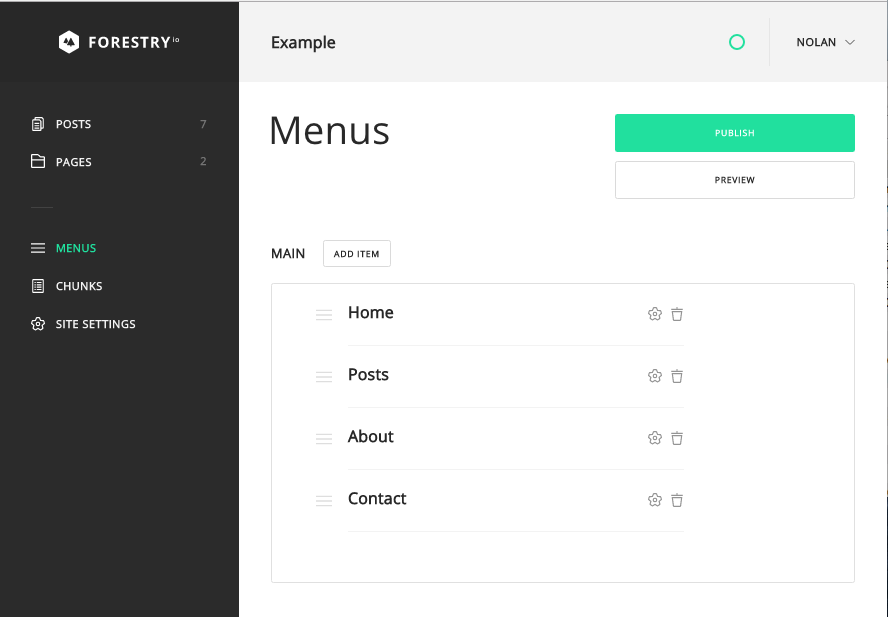 FORESTRY io
POSTS 7
PAGES 2
MENUS
CHUNKS
SITE SETTINGS
Example
NOLAN
Menus
PUBLISH
PREVIEW
MAIN
ADD ITEM
Home
Posts
About
Contact